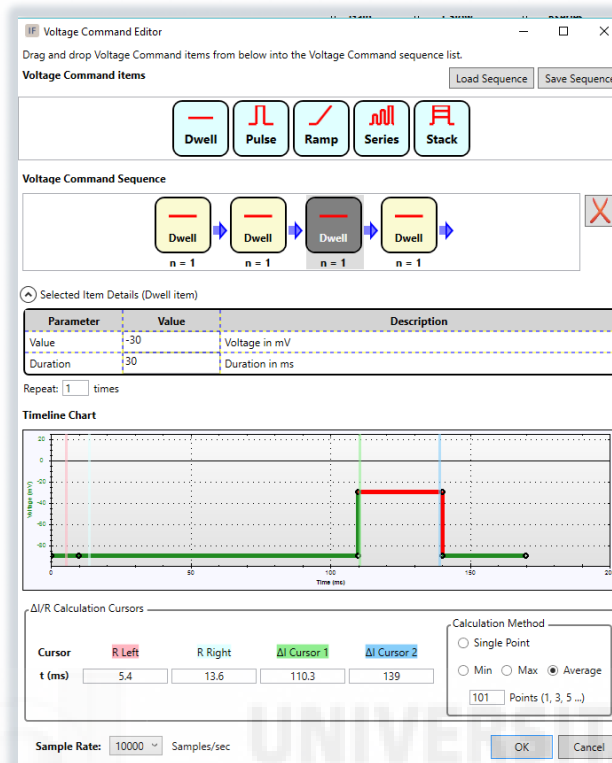 IF Voltage Command Editor
Drag and drop Voltage Command items from below into the Voltage Command sequence list.
Voltage Command items
Load Sequence Save Sequence
Dwell Pulse Ramp Series Stack
Voltage Command Sequence
Dwell Dwell Dwell Dwell
n = 1 n = 1 n = 1 n = 1
Selected Item Details (Dwell item)
Parameter Value Description
Value -30 Voltage in mV
Duration 30 Duration in ms
Repeat: 1 times
Timeline Chart
20
0
-20
-40
-60
-80
Voltage (mV)
0 50 100 150 200
Time (ms)
ΔI/R Calculation Cursors
Calculation Method
Cursor R Left R Right ΔI Cursor 1 ΔI Cursor 2
Single Point
t (ms) 5.4 13.6 110.3 139
Min Max Average
101 Points (1, 3, 5 ...)
UNIVERSIT
Sample Rate: 10000 Samples/sec
OK Cancel